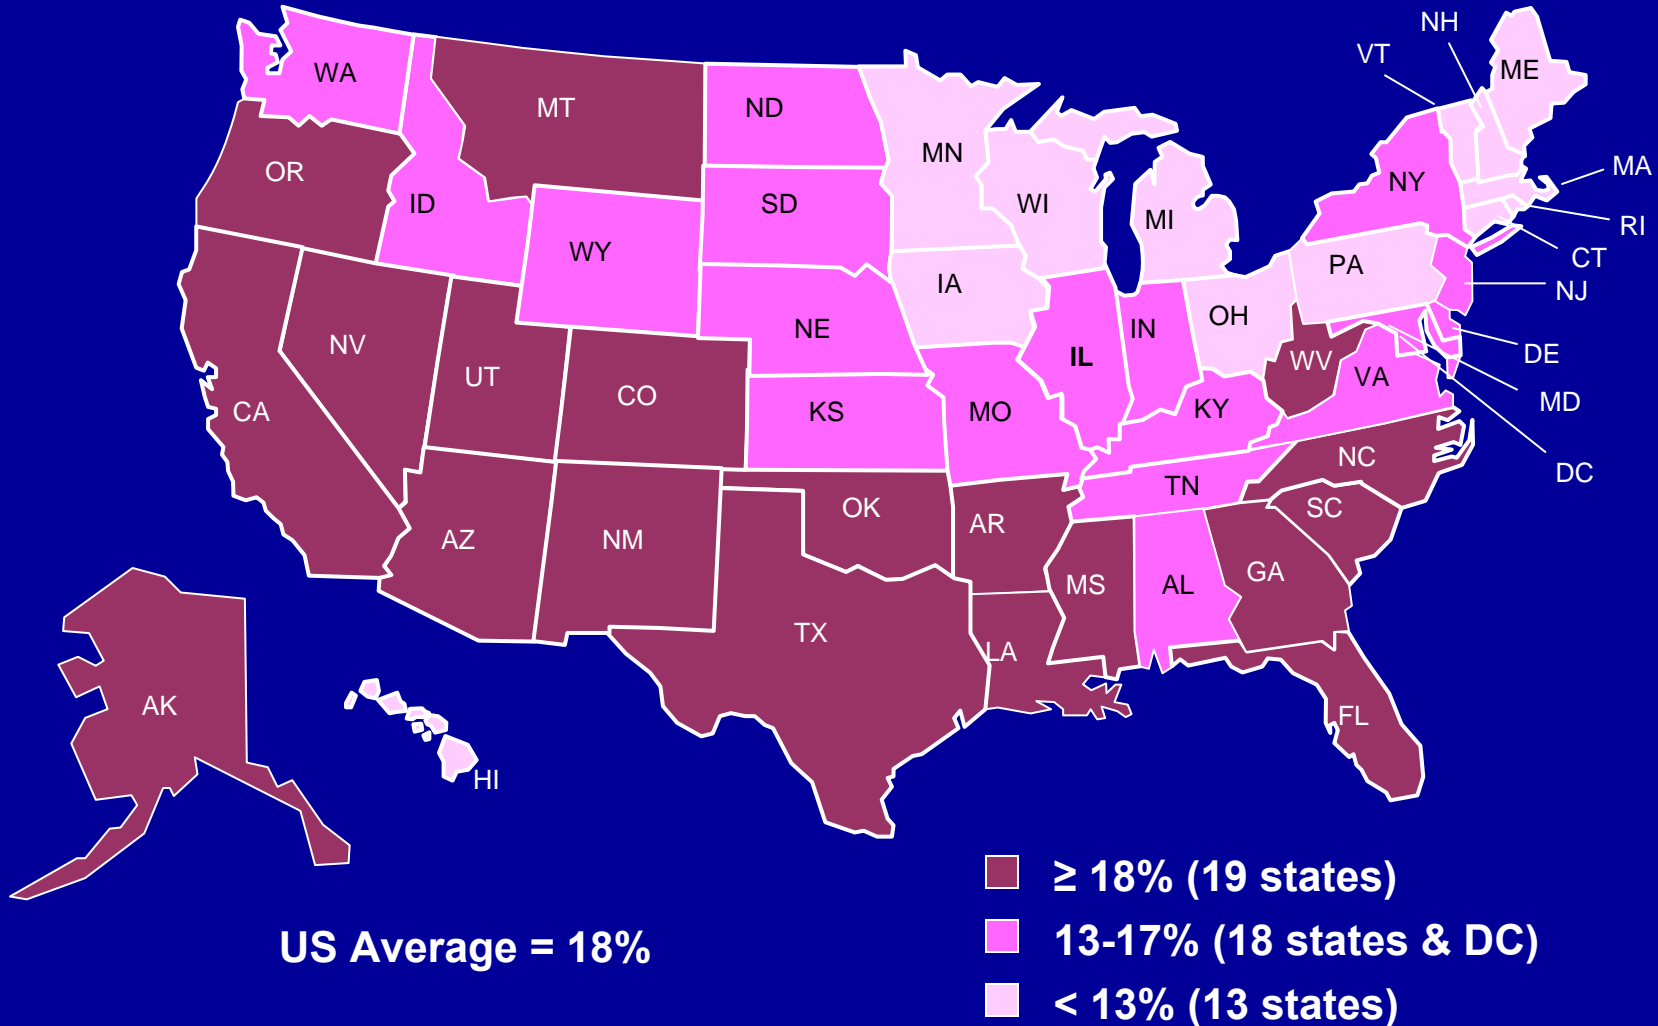 NH
VT
ME
WA
MT
ND
MN
OR
MA
NY
ID
SD
WI
MI
RI
WY
CT
PA
IA
NJ
NE
IN
OH
NV
IL
DE
WV
UT
VA
CO
MD
CA
KS
MO
KY
NC
DC
TN
OK
SC
AR
AZ
NM
GA
MS
AL
TX
LA
AK
FL
HI
≥ 18% (19 states)
US Average = 18%
13-17% (18 states & DC)
< 13% (13 states)